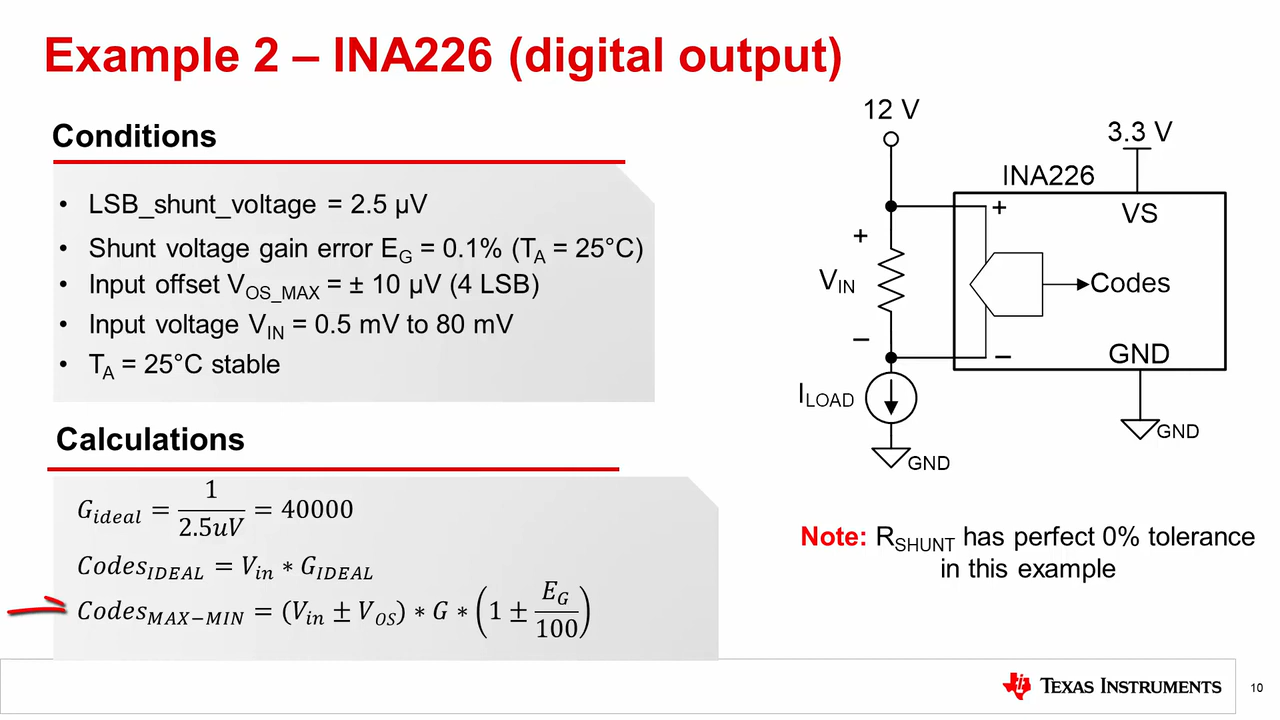 Example 2 – INA226 (digital output)
Conditions
• LSB_shunt_voltage = 2.5 µV
• Shunt voltage gain error E_G = 0.1% (T_A = 25°C)
• Input offset V_OS_MAX = ± 10 µV (4 LSB)
• Input voltage V_IN = 0.5 mV to 80 mV
• T_A = 25°C stable
Calculations
G_ideal = 1 / 2.5uV = 40000
Codes_IDEAL = V_in * G_IDEAL
Codes_MAX−MIN = (V_in ± V_OS) * G * (1 ± E_G / 100)
12 V
3.3 V
INA226
+
VS
+
V_IN
Codes
−
−
GND
I_LOAD
GND
GND
Note: R_SHUNT has perfect 0% tolerance
in this example
TEXAS INSTRUMENTS
10